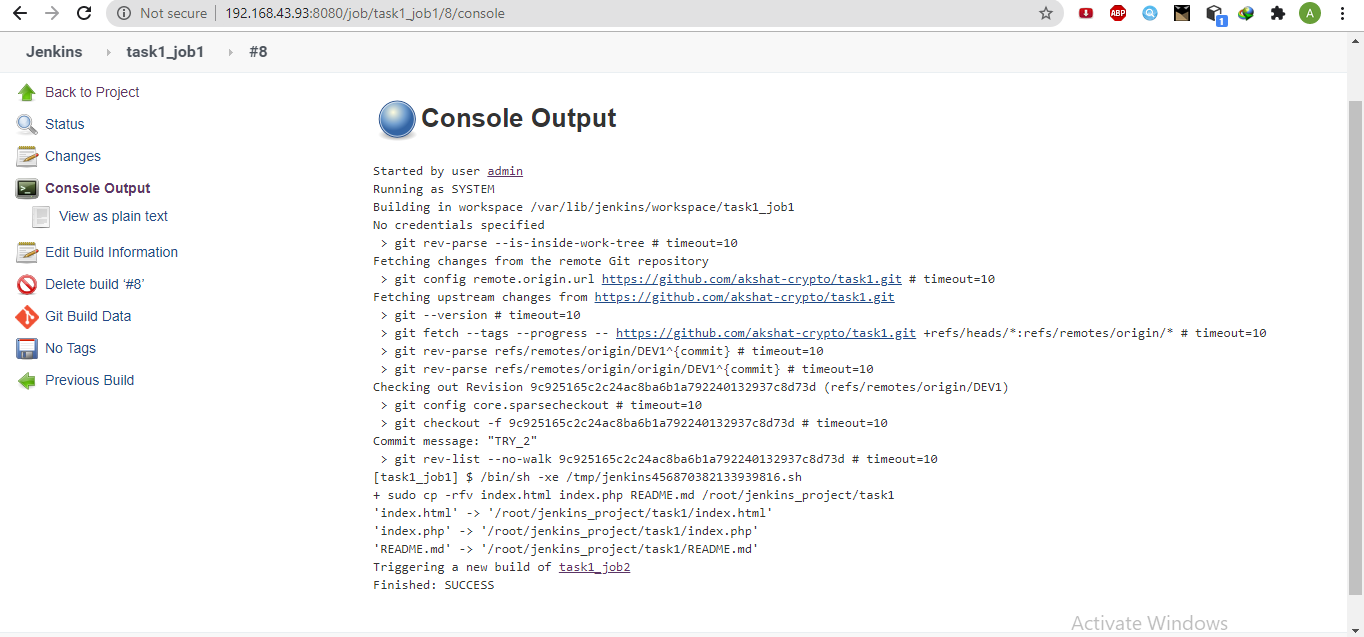 Not secure | 192.168.43.93:8080/job/task1_job1/8/console
ABP
1
A
Jenkins task1_job1 #8
Back to Project
Status
Changes
Console Output
View as plain text
Edit Build Information
Delete build ‘#8’
Git Build Data
No Tags
Previous Build
Console Output
Started by user admin
Running as SYSTEM
Building in workspace /var/lib/jenkins/workspace/task1_job1
No credentials specified
> git rev-parse --is-inside-work-tree # timeout=10
Fetching changes from the remote Git repository
> git config remote.origin.url https://github.com/akshat-crypto/task1.git # timeout=10
Fetching upstream changes from https://github.com/akshat-crypto/task1.git
> git --version # timeout=10
> git fetch --tags --progress -- https://github.com/akshat-crypto/task1.git +refs/heads/*:refs/remotes/origin/* # timeout=10
> git rev-parse refs/remotes/origin/DEV1^{commit} # timeout=10
> git rev-parse refs/remotes/origin/origin/DEV1^{commit} # timeout=10
Checking out Revision 9c925165c2c24ac8ba6b1a792240132937c8d73d (refs/remotes/origin/DEV1)
> git config core.sparsecheckout # timeout=10
> git checkout -f 9c925165c2c24ac8ba6b1a792240132937c8d73d # timeout=10
Commit message: "TRY_2"
> git rev-list --no-walk 9c925165c2c24ac8ba6b1a792240132937c8d73d # timeout=10
[task1_job1] $ /bin/sh -xe /tmp/jenkins456870382133939816.sh
+ sudo cp -rfv index.html index.php README.md /root/jenkins_project/task1
'index.html' -> '/root/jenkins_project/task1/index.html'
'index.php' -> '/root/jenkins_project/task1/index.php'
'README.md' -> '/root/jenkins_project/task1/README.md'
Triggering a new build of task1_job2
Finished: SUCCESS
Activate Windows